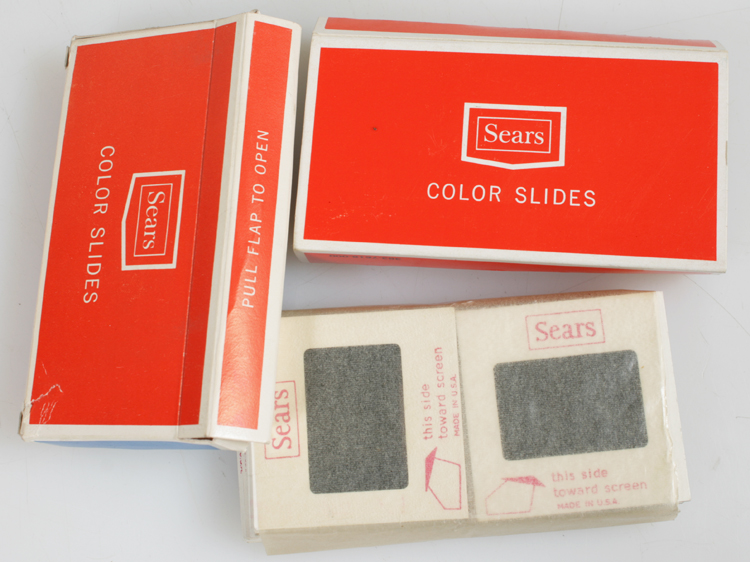 Sears
COLOR SLIDES
PULL FLAP TO OPEN
Sears
COLOR SLIDES
Sears
this side
toward screen
MADE IN U.S.A.
Sears
this side
toward screen
MADE IN U.S.A.